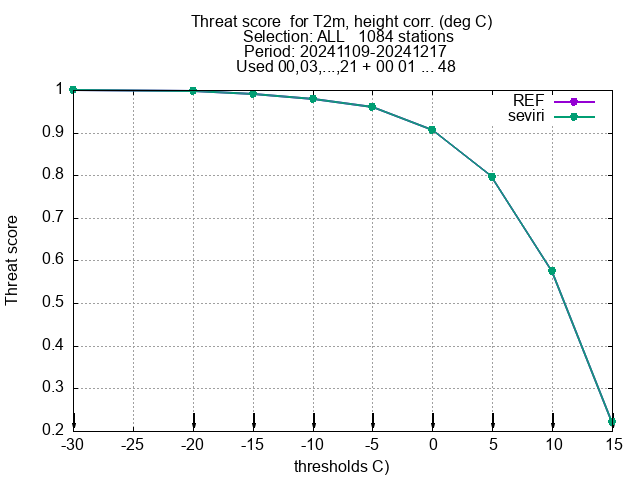 Threat score  for T2m, height corr. (deg C)
Selection: ALL   1084 stations
Period: 20241109-20241217
Used 00,03,...,21 + 00 01 ... 48
REF
seviri
Threat score
1
0.9
0.8
0.7
0.6
0.5
0.4
0.3
0.2
-30 -25 -20 -15 -10 -5 0 5 10 15
thresholds C)